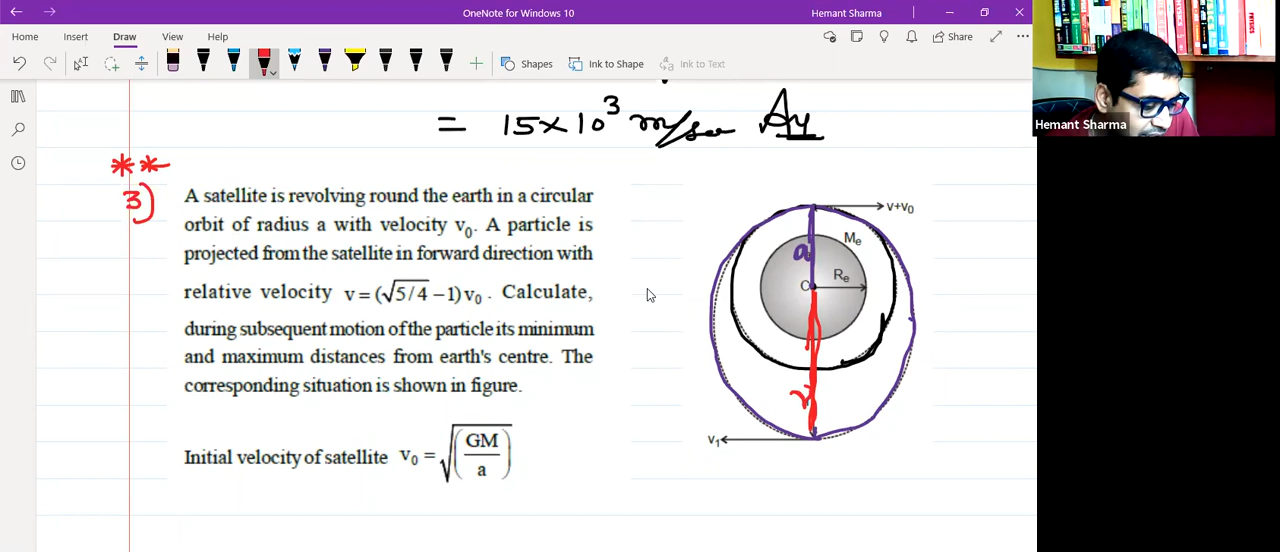 OneNote for Windows 10
Hemant Sharma
Home
Insert
Draw
View
Help
Shapes
Ink to Shape
Ink to Text
Share
= 15×10³ m/sec Ay
Hemant Sharma
**
3)
A satellite is revolving round the earth in a circular
orbit of radius a with velocity v₀. A particle is
projected from the satellite in forward direction with
relative velocity v = (√5/4 −1) v₀. Calculate,
during subsequent motion of the particle its minimum
and maximum distances from earth's centre. The
corresponding situation is shown in figure.
Initial velocity of satellite v₀ = √(GM/a)
v+v₀
Mₑ
a
Rₑ
O
r
v₁